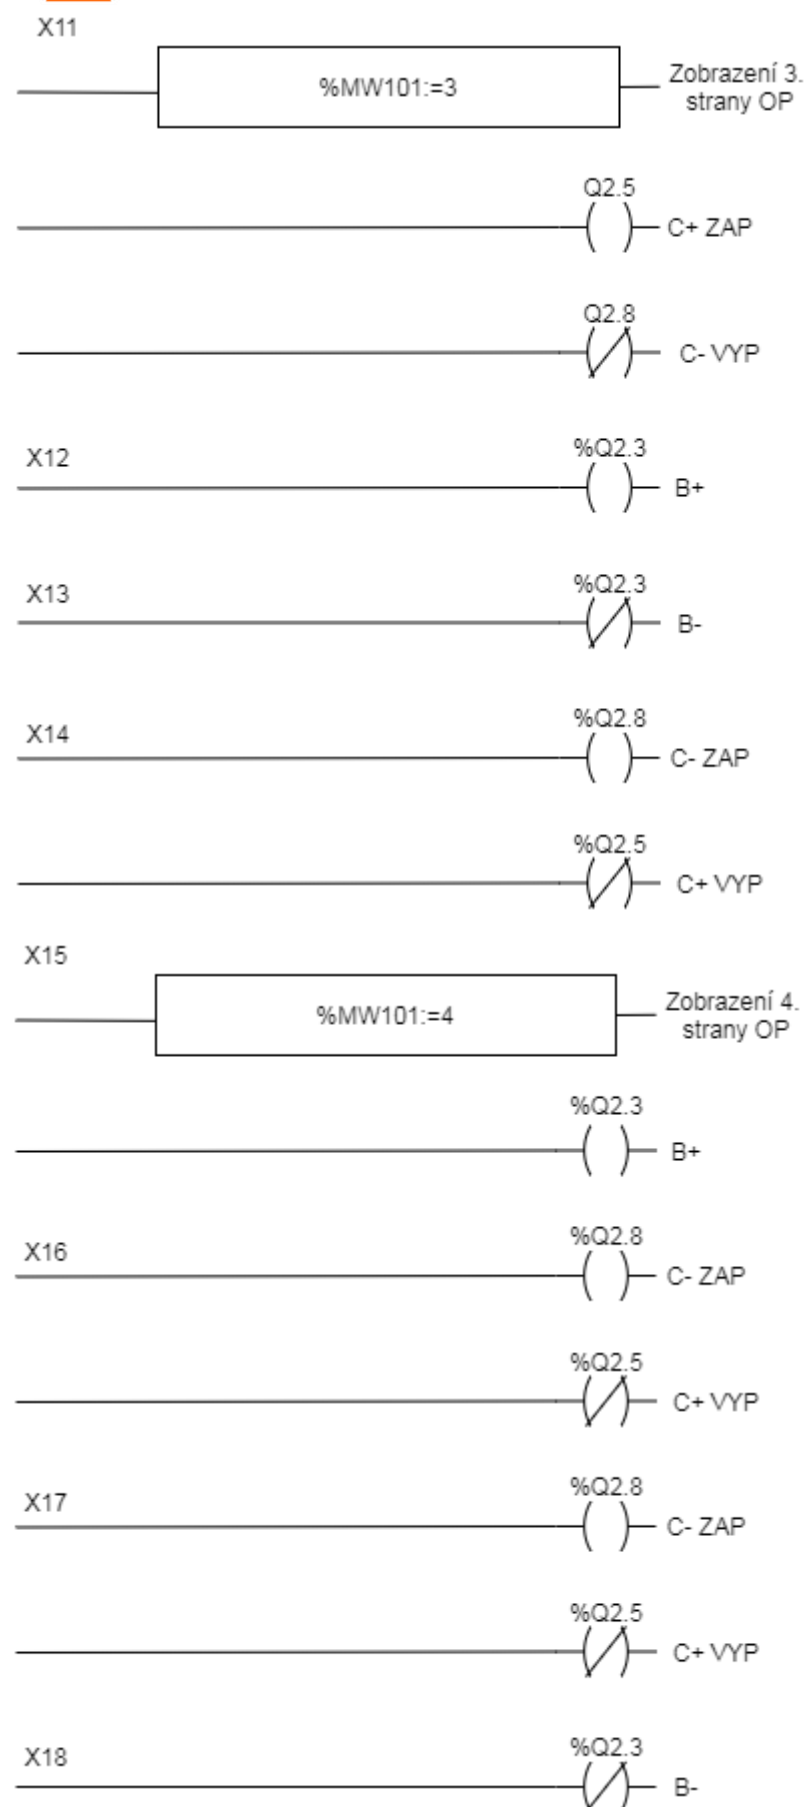 X11
%MW101:=3
Zobrazení 3.
strany OP
Q2.5
C+ ZAP
Q2.8
C- VYP
X12
%Q2.3
B+
X13
%Q2.3
B-
X14
%Q2.8
C- ZAP
%Q2.5
C+ VYP
X15
%MW101:=4
Zobrazení 4.
strany OP
%Q2.3
B+
X16
%Q2.8
C- ZAP
%Q2.5
C+ VYP
X17
%Q2.8
C- ZAP
%Q2.5
C+ VYP
X18
%Q2.3
B-